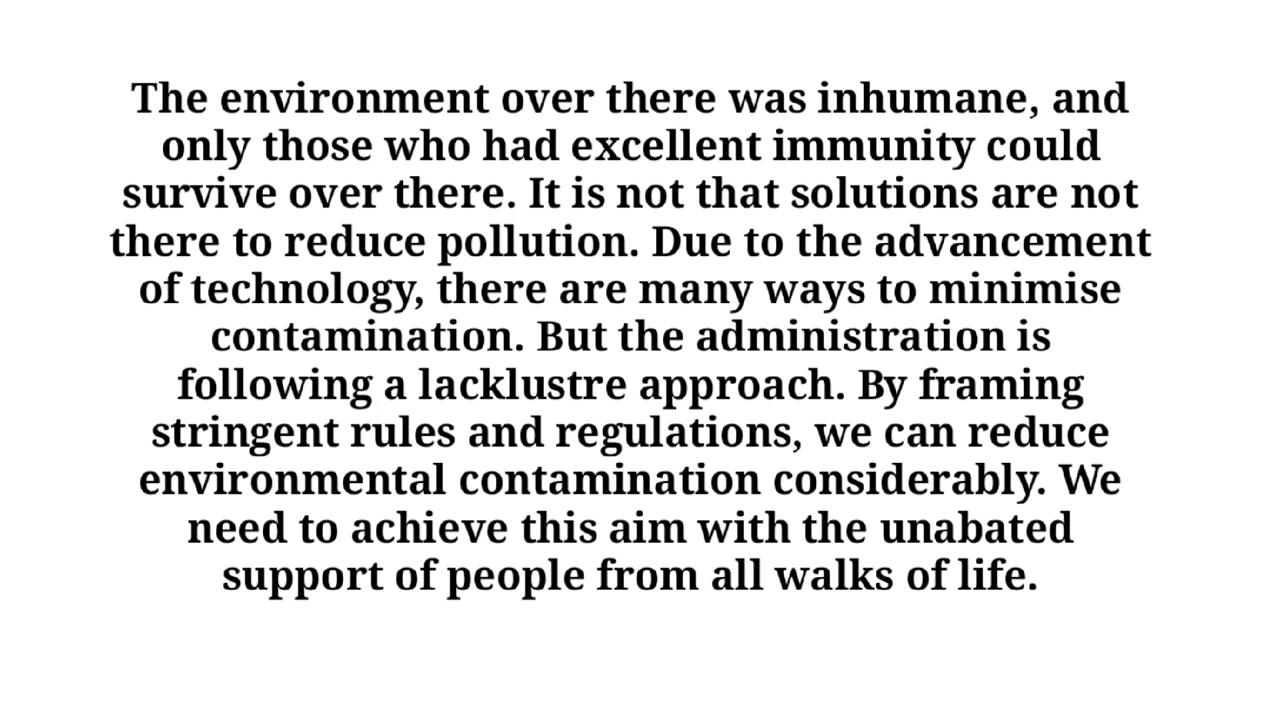 The environment over there was inhumane, and
only those who had excellent immunity could
survive over there. It is not that solutions are not
there to reduce pollution. Due to the advancement
of technology, there are many ways to minimise
contamination. But the administration is
following a lacklustre approach. By framing
stringent rules and regulations, we can reduce
environmental contamination considerably. We
need to achieve this aim with the unabated
support of people from all walks of life.